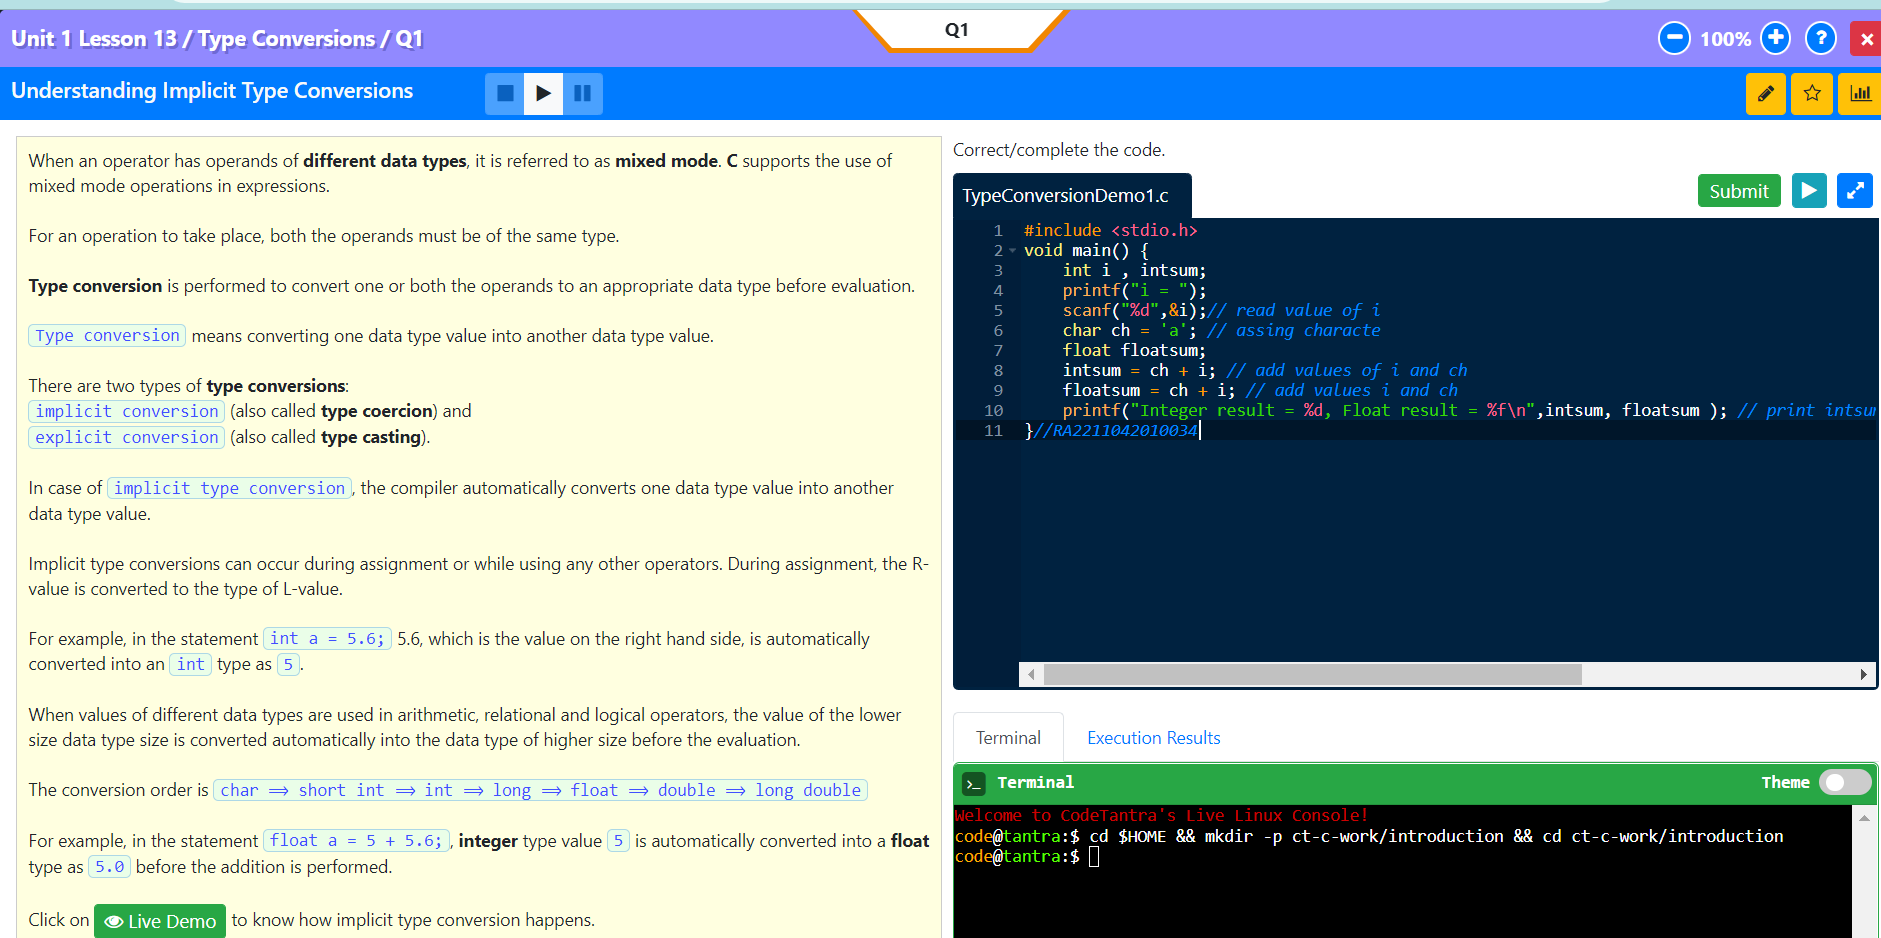 Q1
Unit 1 Lesson 13 / Type Conversions / Q1
100%
?
×
Understanding Implicit Type Conversions
When an operator has operands of different data types, it is referred to as mixed mode. C supports the use of
mixed mode operations in expressions.
For an operation to take place, both the operands must be of the same type.
Type conversion is performed to convert one or both the operands to an appropriate data type before evaluation.
Type conversion means converting one data type value into another data type value.
There are two types of type conversions:
implicit conversion (also called type coercion) and
explicit conversion (also called type casting).
In case of implicit type conversion, the compiler automatically converts one data type value into another
data type value.
Implicit type conversions can occur during assignment or while using any other operators. During assignment, the R-
value is converted to the type of L-value.
For example, in the statement int a = 5.6; 5.6, which is the value on the right hand side, is automatically
converted into an int type as 5.
When values of different data types are used in arithmetic, relational and logical operators, the value of the lower
size data type size is converted automatically into the data type of higher size before the evaluation.
The conversion order is char ⟹ short int ⟹ int ⟹ long ⟹ float ⟹ double ⟹ long double
For example, in the statement float a = 5 + 5.6;, integer type value 5 is automatically converted into a float
type as 5.0 before the addition is performed.
Click on Live Demo to know how implicit type conversion happens.
Correct/complete the code.
TypeConversionDemo1.c
Submit
1 #include <stdio.h>
2 void main() {
3 int i , intsum;
4 printf("i = ");
5 scanf("%d",&i);// read value of i
6 char ch = 'a'; // assing characte
7 float floatsum;
8 intsum = ch + i; // add values of i and ch
9 floatsum = ch + i; // add values i and ch
10 printf("Integer result = %d, Float result = %f\n",intsum, floatsum ); // print intsu
11 }//RA2211042010034
Terminal
Execution Results
>_ Terminal
Theme
Welcome to CodeTantra's Live Linux Console!
code@tantra:$ cd $HOME && mkdir -p ct-c-work/introduction && cd ct-c-work/introduction
code@tantra:$